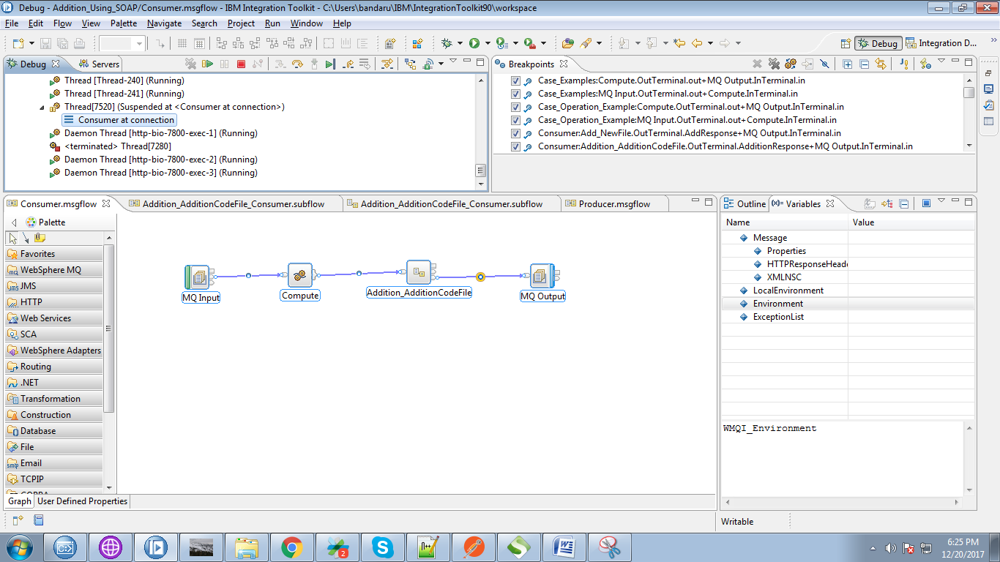 Debug - Addition_Using_SOAP/Consumer.msgflow - IBM Integration Toolkit - C:\Users\bandaru\IBM\IntegrationToolkit90\workspace
File Edit Flow View Palette Navigate Search Project Run Window Help
Debug Integration D...
Debug Servers
Thread [Thread-240] (Running)
Thread [Thread-241] (Running)
Thread[7520] (Suspended at <Consumer at connection>)
Consumer at connection
Daemon Thread [http-bio-7800-exec-1] (Running)
<terminated> Thread[7280]
Daemon Thread [http-bio-7800-exec-2] (Running)
Daemon Thread [http-bio-7800-exec-3] (Running)
Breakpoints
Case_Examples:Compute.OutTerminal.out+MQ Output.InTerminal.in
Case_Examples:MQ Input.OutTerminal.out+Compute.InTerminal.in
Case_Operation_Example:Compute.OutTerminal.out+MQ Output.InTerminal.in
Case_Operation_Example:MQ Input.OutTerminal.out+Compute.InTerminal.in
Consumer:Add_NewFile.OutTerminal.AddResponse+MQ Output.InTerminal.in
Consumer:Addition_AdditionCodeFile.OutTerminal.AdditionResponse+MQ Output.InTerminal.in
Consumer.msgflow Addition_AdditionCodeFile_Consumer.subflow Addition_AdditionCodeFile_Consumer.subflow Producer.msgflow
Palette
Favorites
WebSphere MQ
JMS
HTTP
Web Services
SCA
WebSphere Adapters
Routing
.NET
Transformation
Construction
Database
File
Email
TCPIP
CORBA
MQ Input
Compute
Addition_AdditionCodeFile
MQ Output
Graph User Defined Properties
Outline Variables
Name Value
Message
Properties
HTTPResponseHeade
XMLNSC
LocalEnvironment
Environment
ExceptionList
WMQI_Environment
Writable
2
6:25 PM
12/20/2017